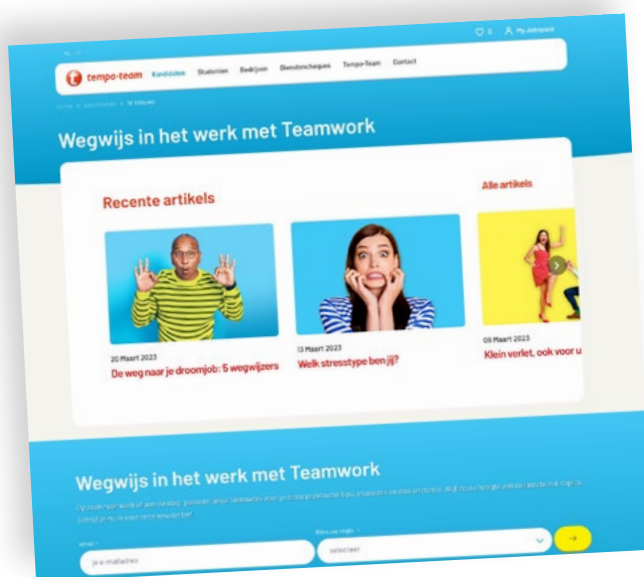 0 My Jobspace
tempo-team Kandidaten Studenten Bedrijven Dienstencheques Tempo-Team Contact
Wegwijs in het werk met Teamwork
Recente artikels
Alle artikels
20 Maart 2023
De weg naar je droomjob: 5 wegwijzers
13 Maart 2023
Welk stresstype ben jij?
06 Maart 2023
Klein verlet, ook voor u
Wegwijs in het werk met Teamwork
je e-mailadres
selecteer